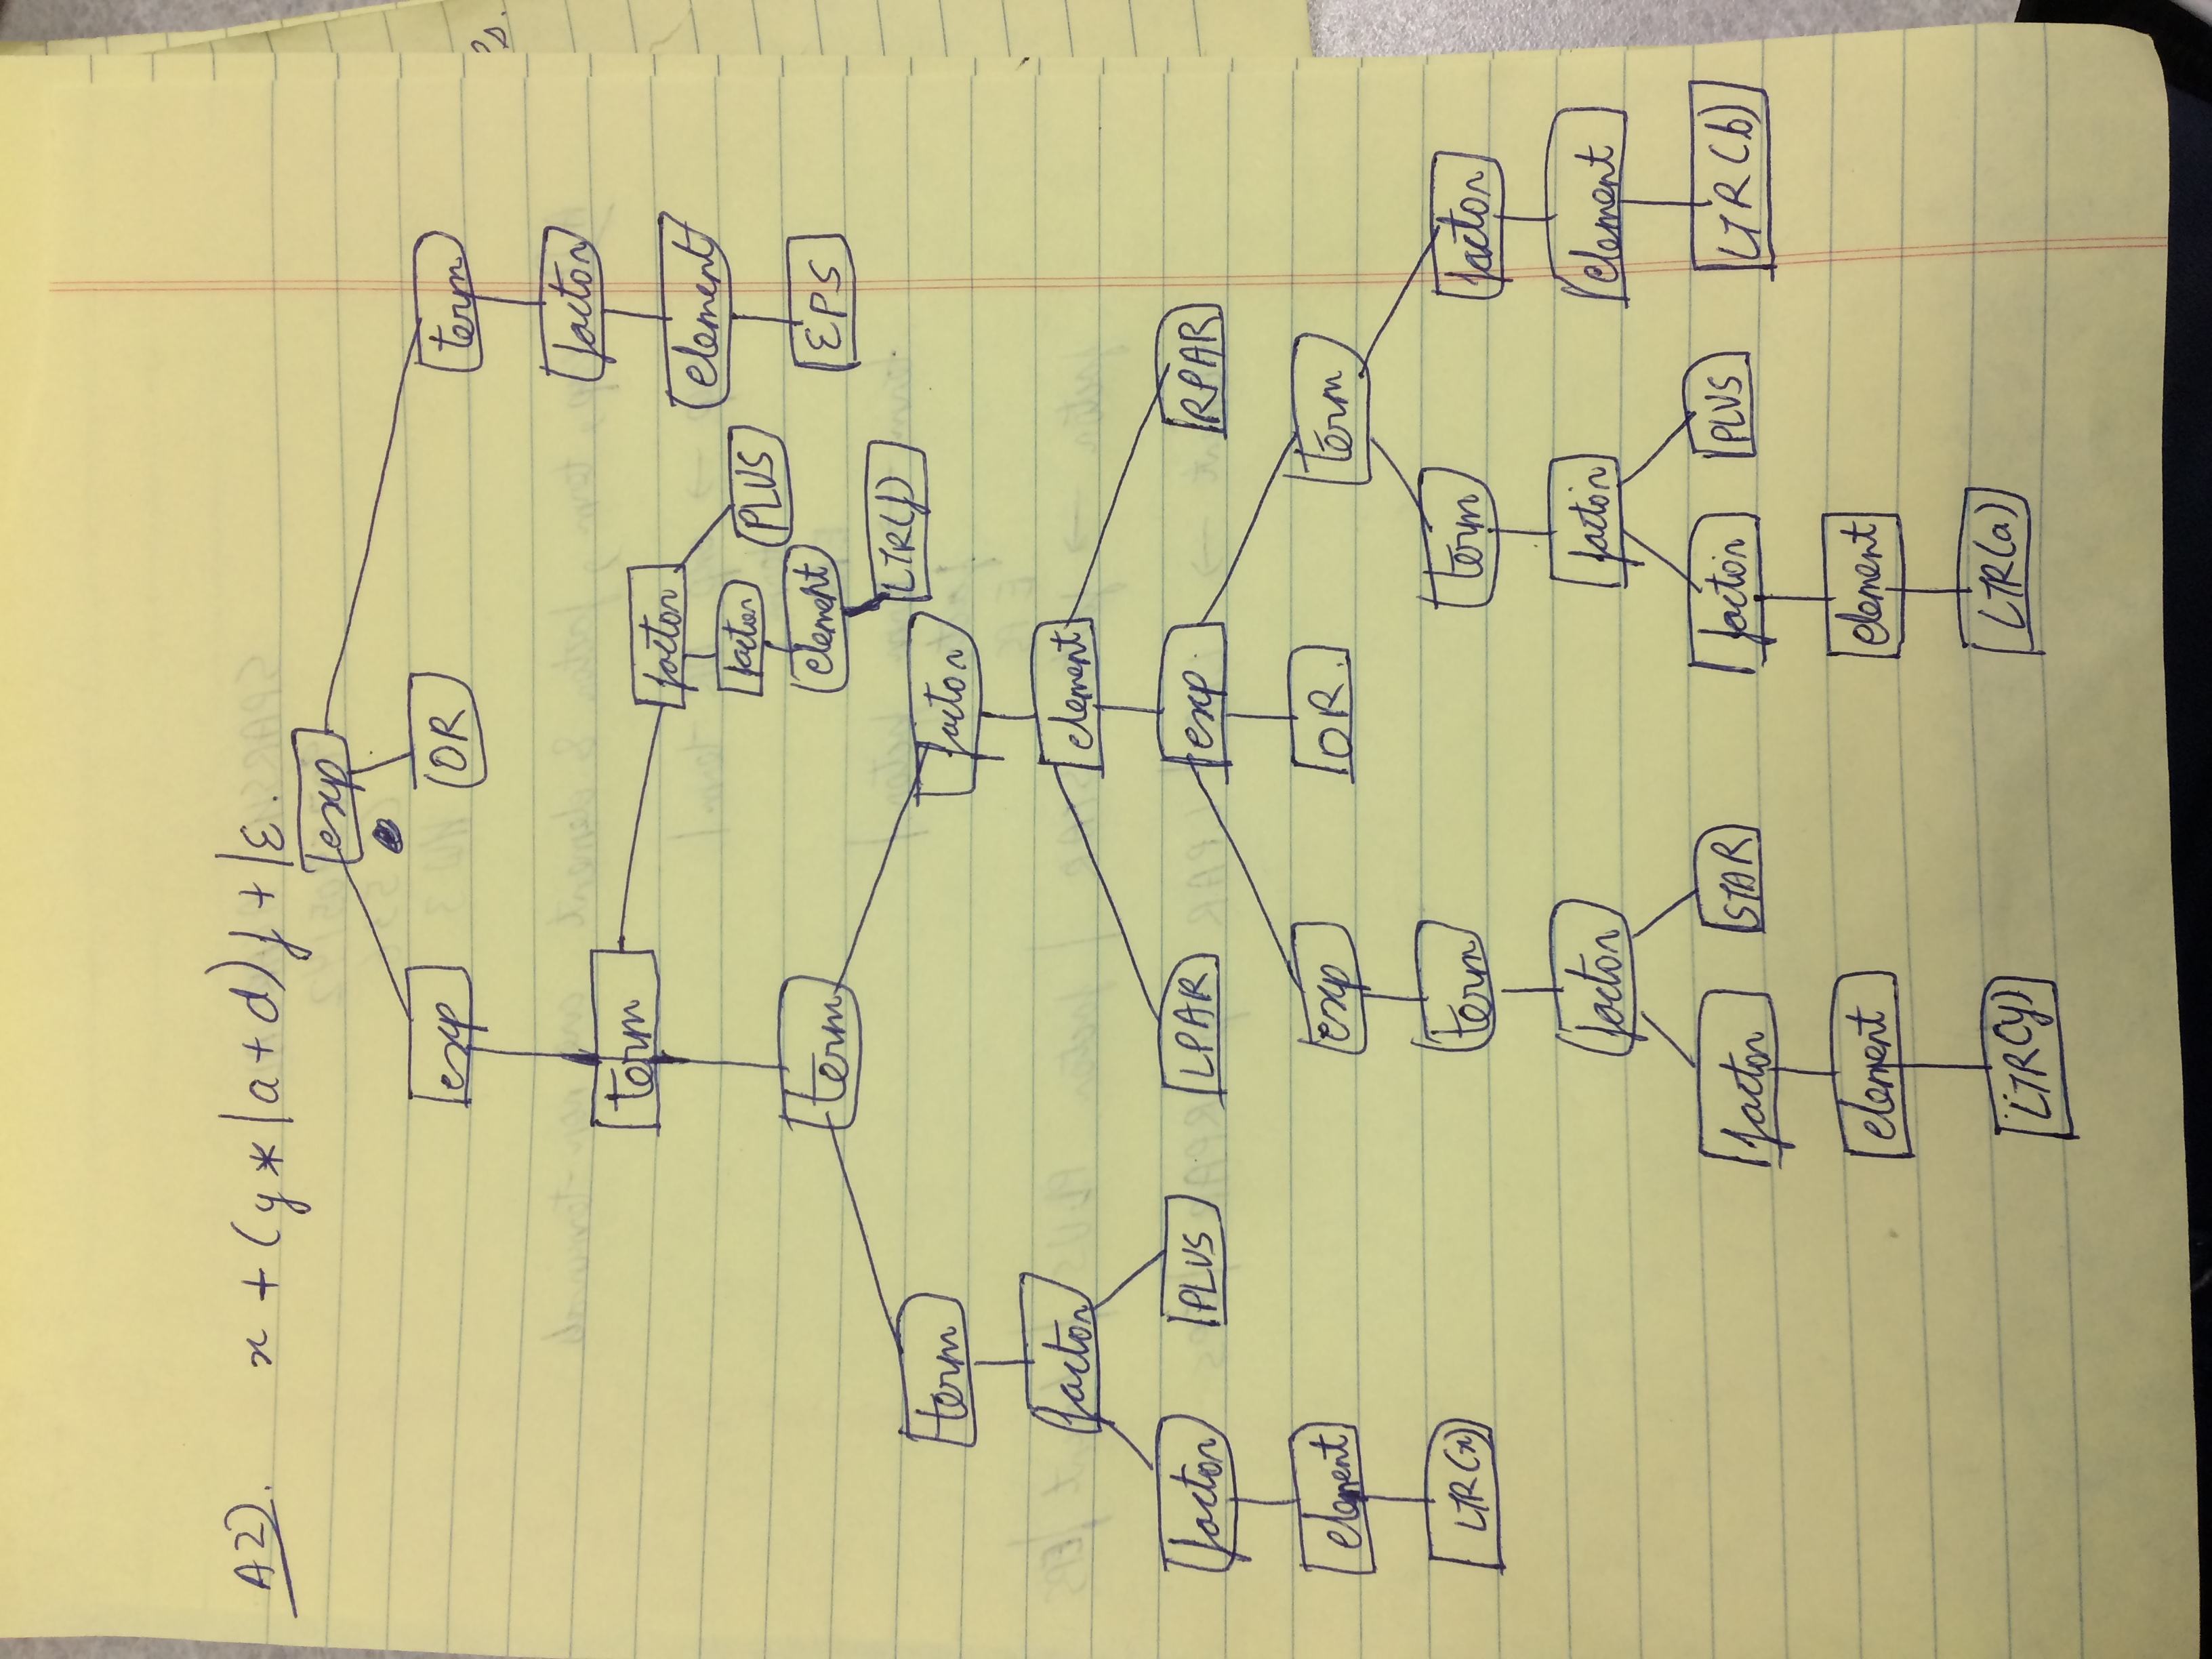 A2). x + (y * | a + d) f + | ε.
exp
exp OR term
factor
term factor
element
factor PLUS
term element EPS
LTR(f)
term factor
factor element
factor PLUS LPAR exp RPAR
element exp OR. term
LTR(x) term term factor
factor factor element
factor STAR factor PLUS LTR(b)
element element
LTR(y) LTR(a)